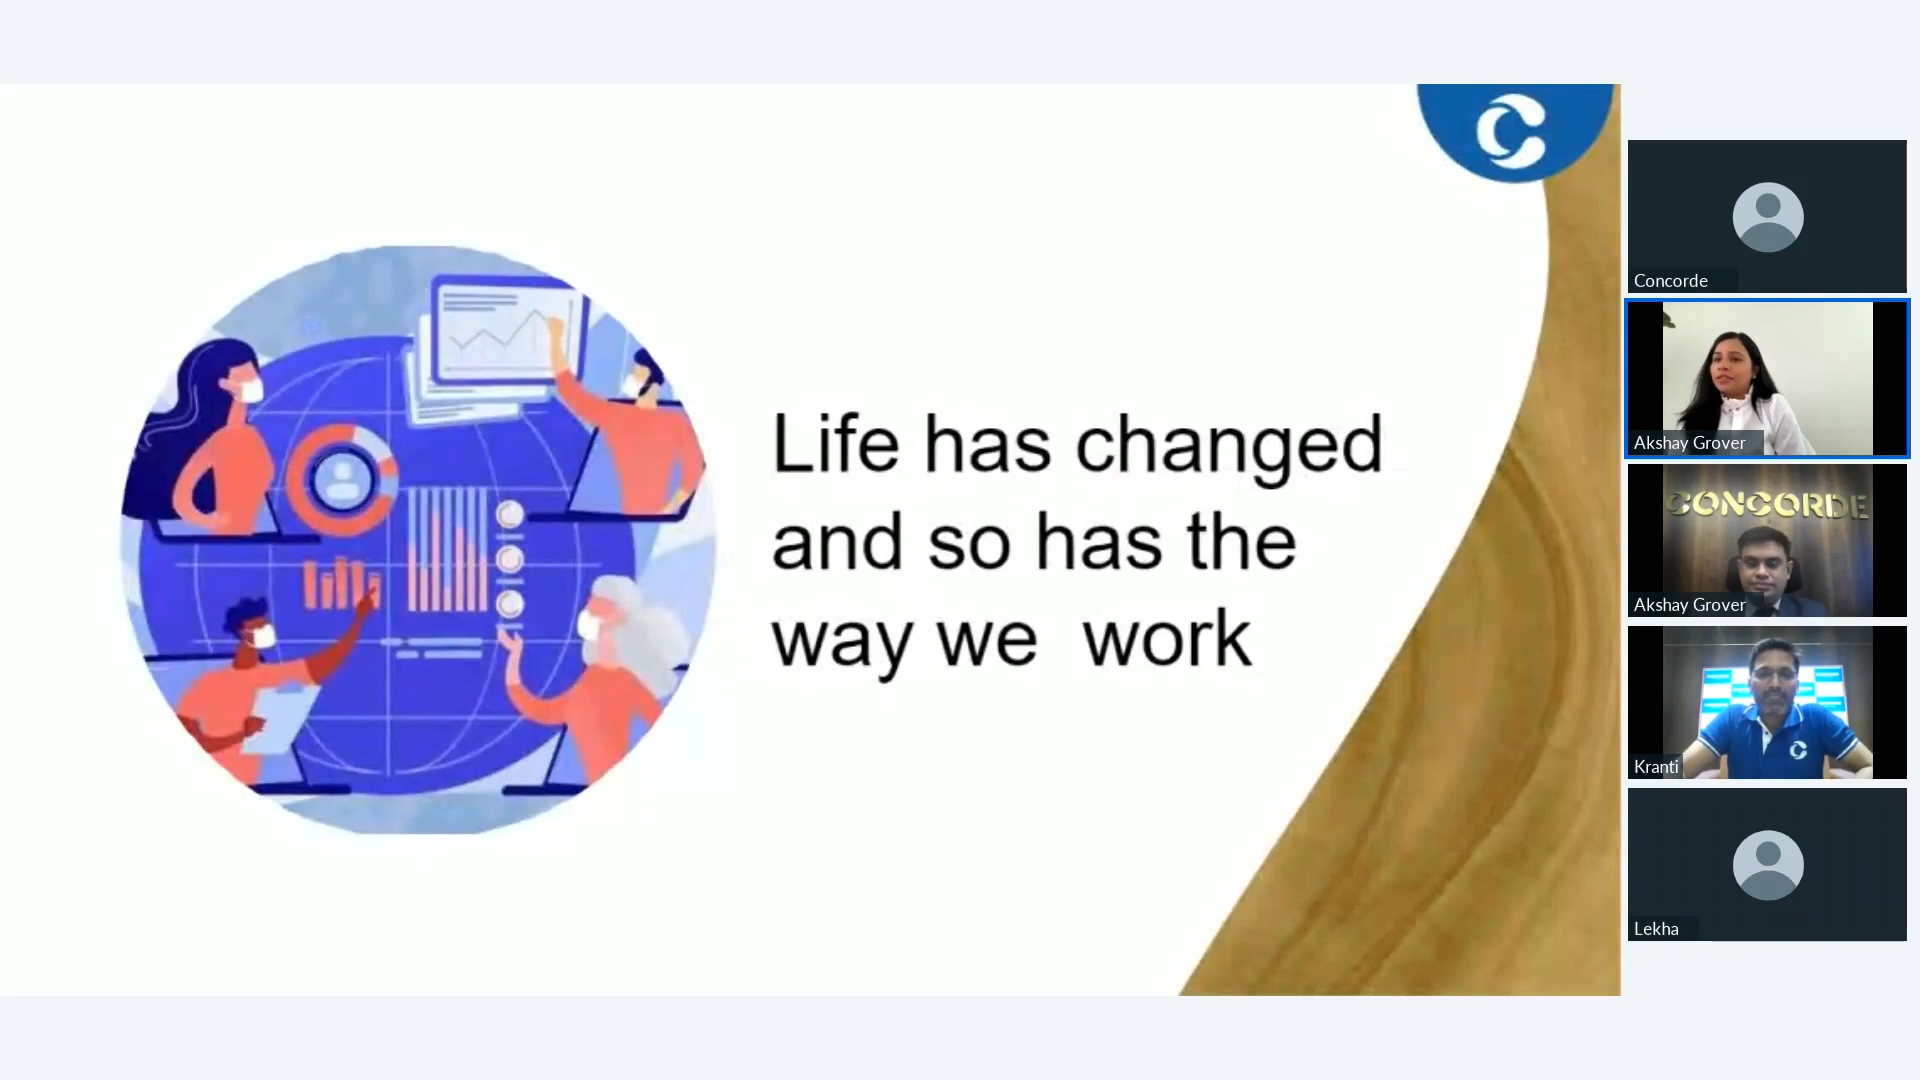 Life has changed
and so has the
way we  work
Concorde
Akshay Grover
CONCORDE
Akshay Grover
Kranti
Lekha